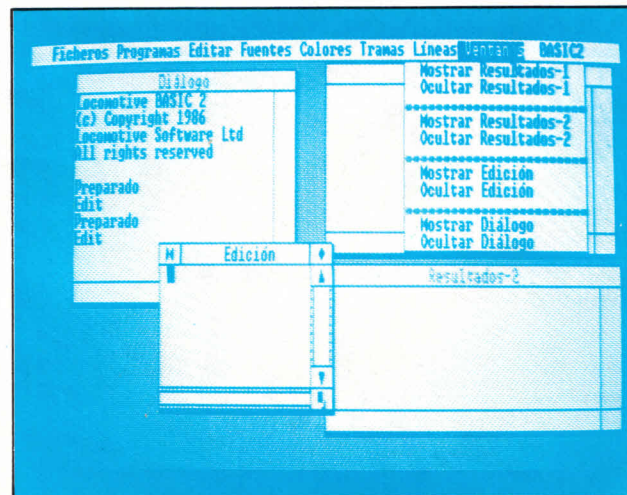 Ficheros Programas Editar Fuentes Colores Tramas Líneas Ventanas BASIC2
Diálogo
Locomotive BASIC 2
(c) Copyright 1986
Locomotive Software Ltd
All rights reserved
Preparado
Edit
Preparado
Edit
Mostrar Resultados-1
Ocultar Resultados-1
Mostrar Resultados-2
Ocultar Resultados-2
Mostrar Edición
Ocultar Edición
Mostrar Diálogo
Ocultar Diálogo
Edición
Resultados-2